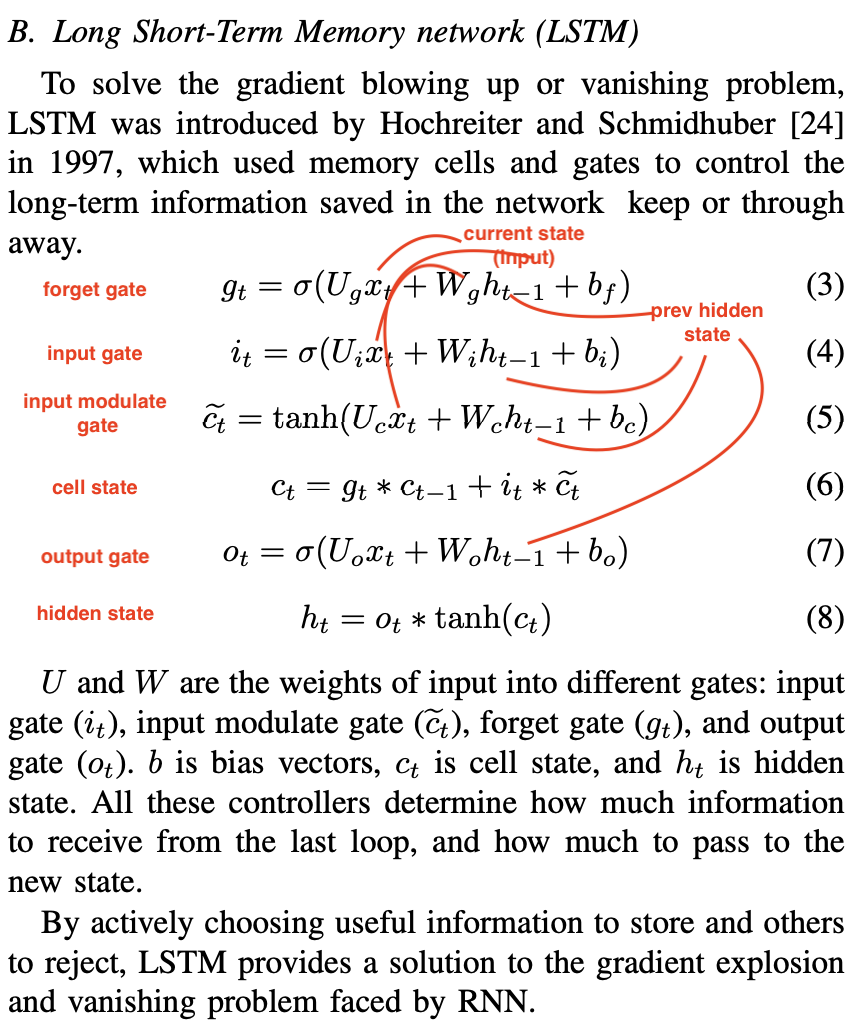 B. Long Short-Term Memory network (LSTM)
To solve the gradient blowing up or vanishing problem,
LSTM was introduced by Hochreiter and Schmidhuber [24]
in 1997, which used memory cells and gates to control the
long-term information saved in the network keep or through
away.
current state
(input)
forget gate g_t = σ(U_g x_t + W_g h_{t−1} + b_f) (3)
prev hidden
state
input gate i_t = σ(U_i x_t + W_i h_{t−1} + b_i) (4)
input modulate
gate
c̃_t = tanh(U_c x_t + W_c h_{t−1} + b_c) (5)
cell state c_t = g_t * c_{t−1} + i_t * c̃_t (6)
output gate o_t = σ(U_o x_t + W_o h_{t−1} + b_o) (7)
hidden state h_t = o_t * tanh(c_t) (8)
U and W are the weights of input into different gates: input
gate (i_t), input modulate gate (c̃_t), forget gate (g_t), and output
gate (o_t). b is bias vectors, c_t is cell state, and h_t is hidden
state. All these controllers determine how much information
to receive from the last loop, and how much to pass to the
new state.
By actively choosing useful information to store and others
to reject, LSTM provides a solution to the gradient explosion
and vanishing problem faced by RNN.